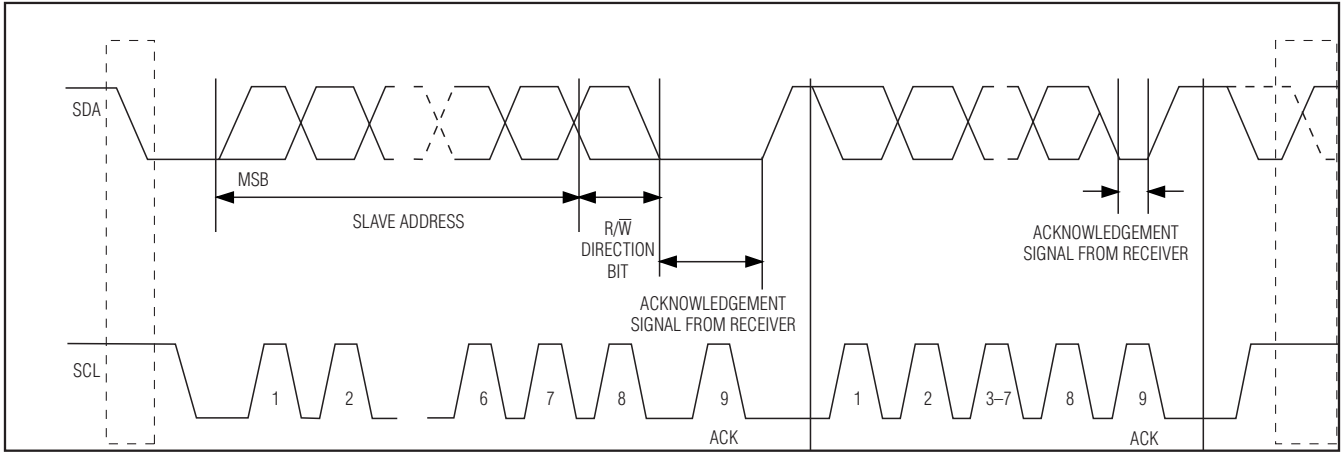 SDA
MSB
SLAVE ADDRESS
R/W̅
DIRECTION
BIT
ACKNOWLEDGEMENT
SIGNAL FROM RECEIVER
ACKNOWLEDGEMENT
SIGNAL FROM RECEIVER
SCL
1 2 6 7 8 9 1 2 3–7 8 9
ACK ACK